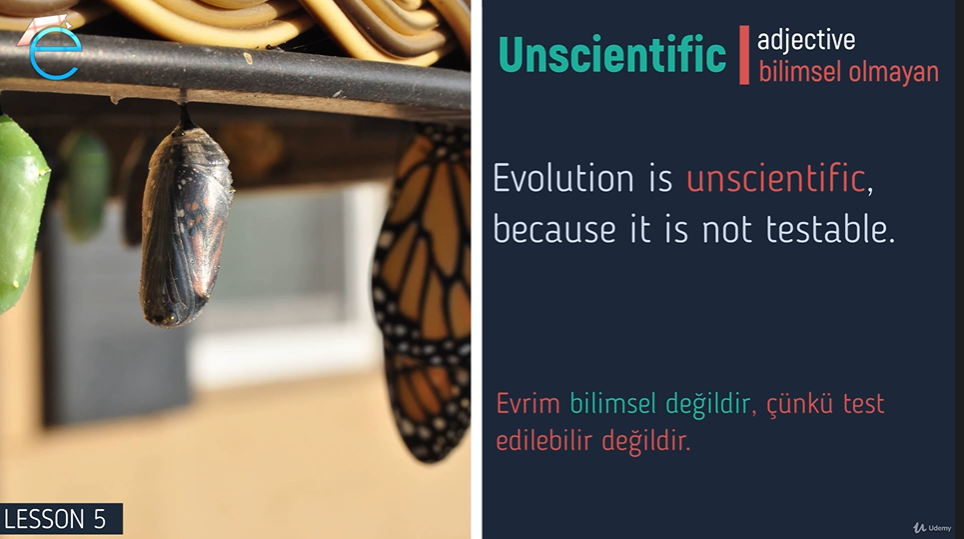 Unscientific
adjective
bilimsel olmayan
Evolution is unscientific,
because it is not testable.
Evrim bilimsel değildir, çünkü test
edilebilir değildir.
LESSON 5
Udemy